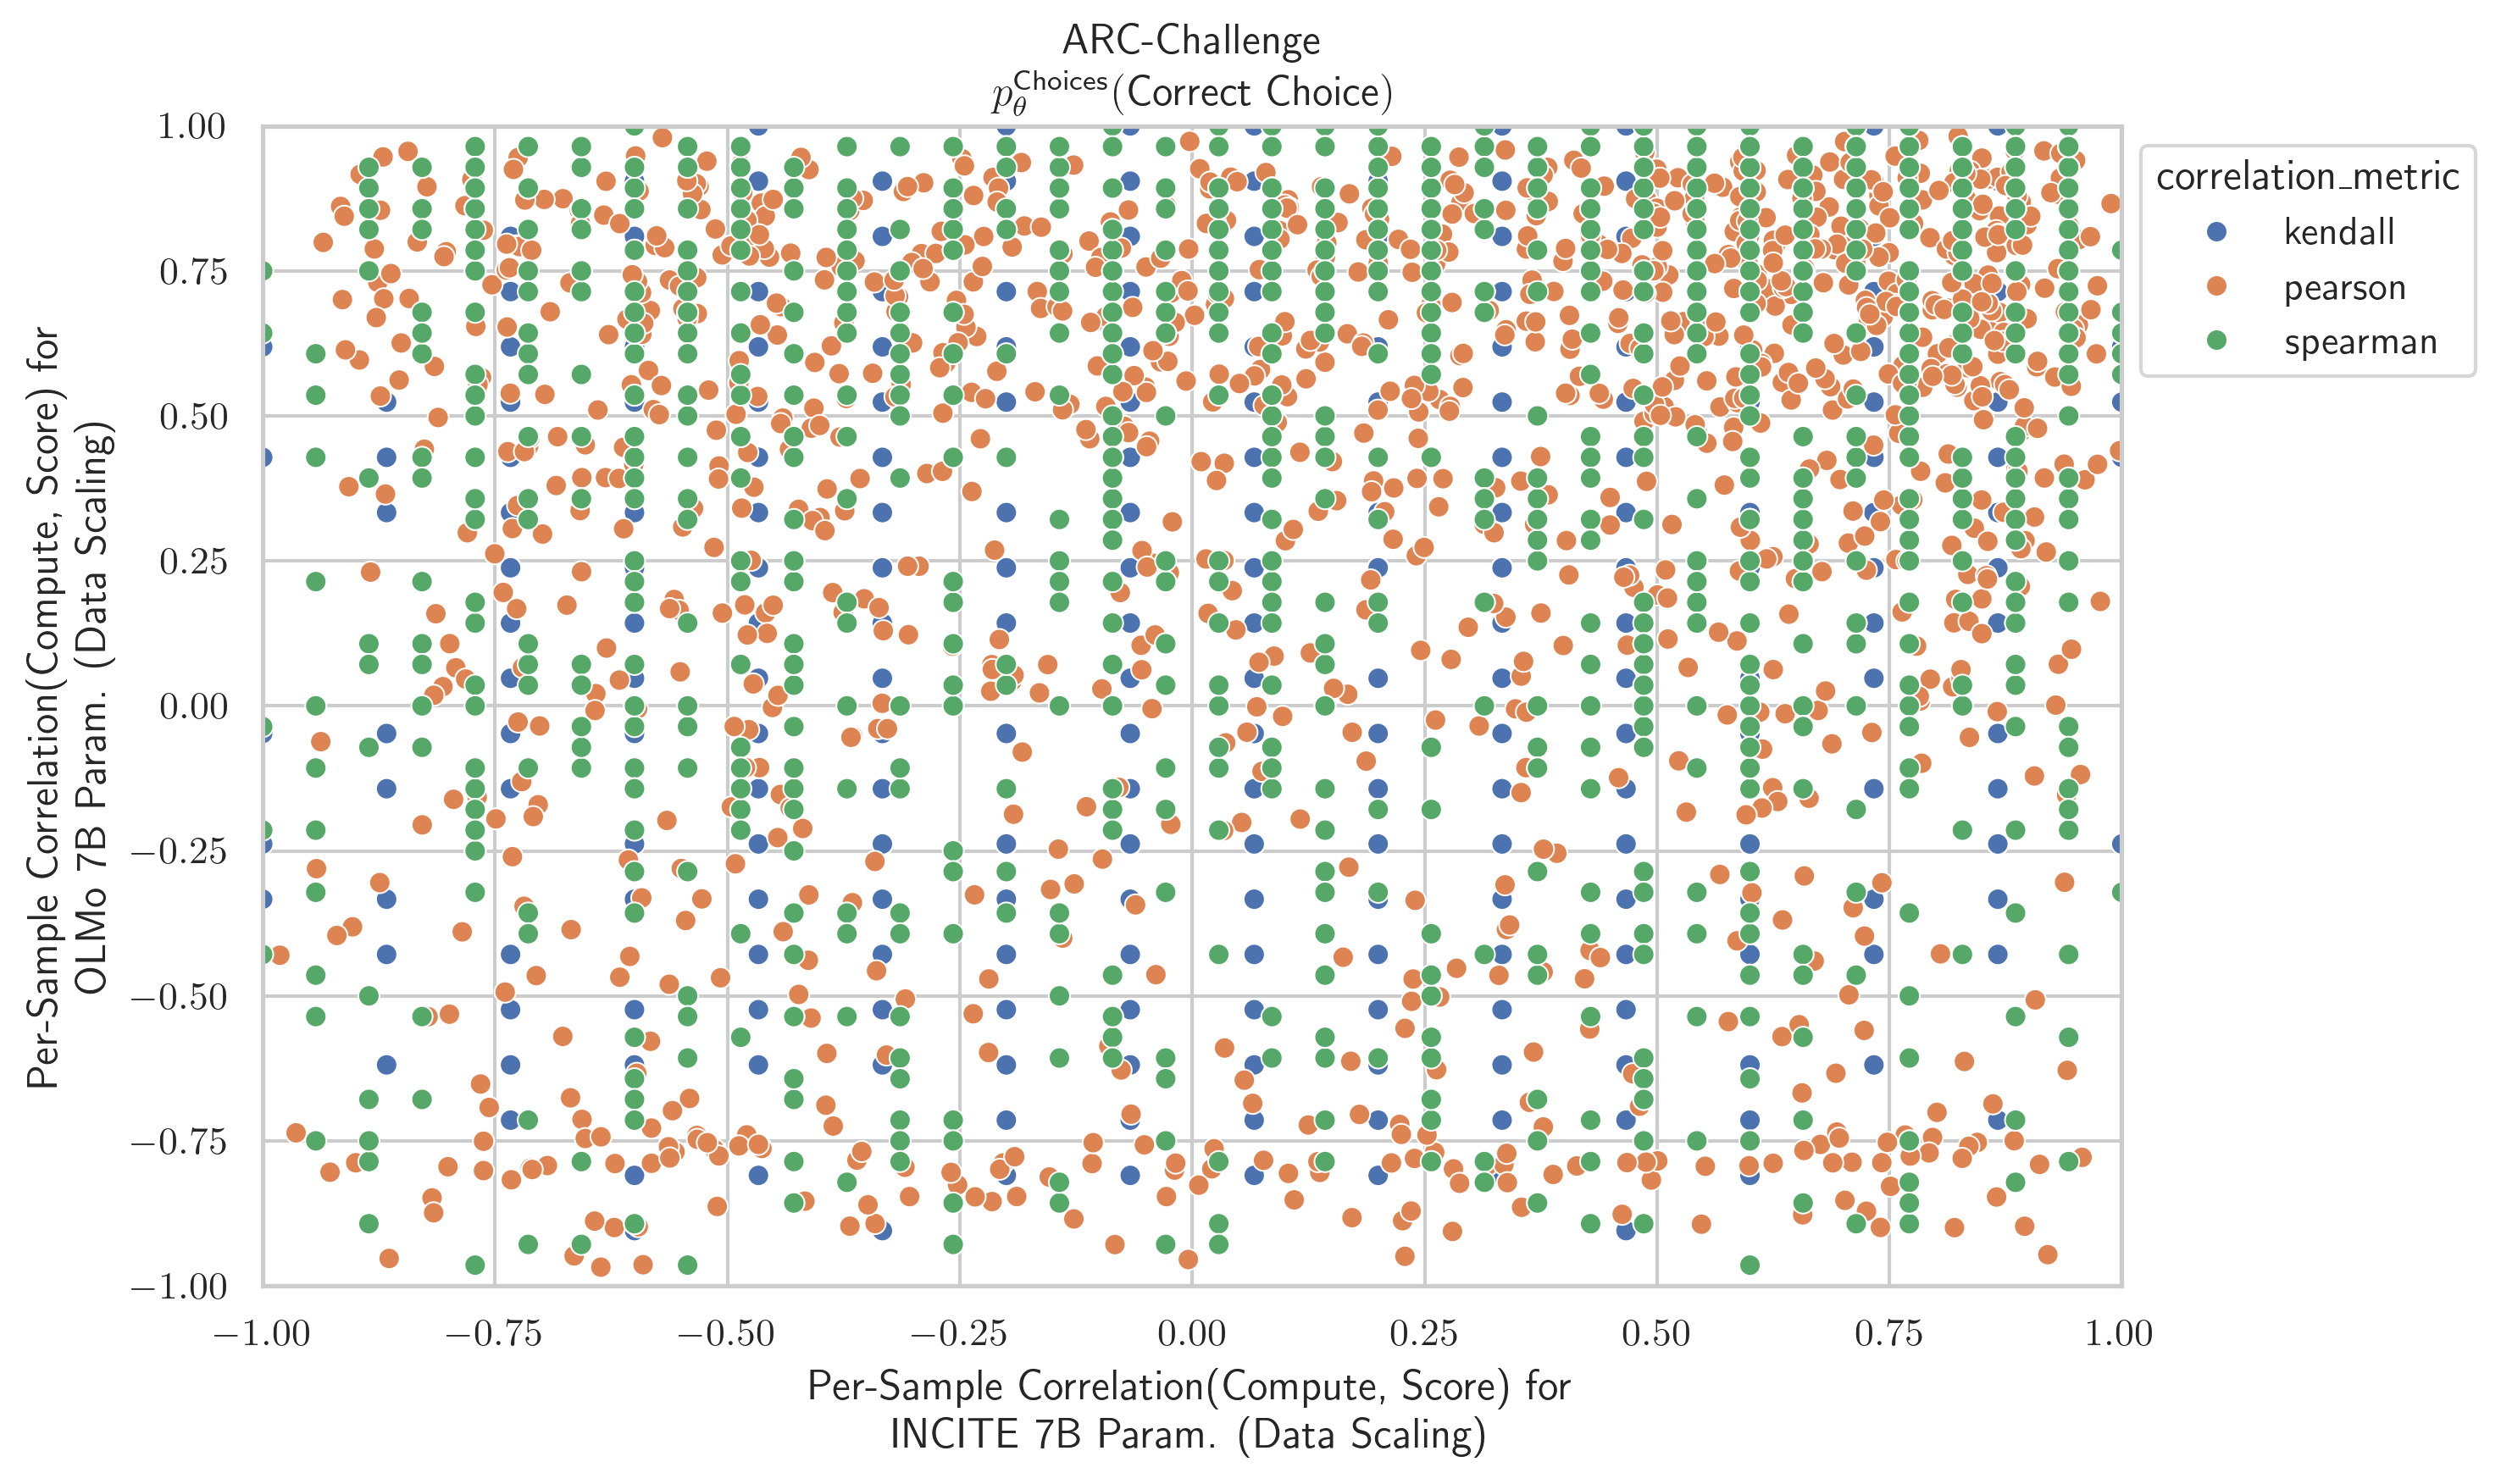 ARC-Challenge
p_θ^Choices(Correct Choice)
Per-Sample Correlation(Compute, Score) for
OLMo 7B Param. (Data Scaling)
1.00
0.75
0.50
0.25
0.00
−0.25
−0.50
−0.75
−1.00
−1.00 −0.75 −0.50 −0.25 0.00 0.25 0.50 0.75 1.00
Per-Sample Correlation(Compute, Score) for
INCITE 7B Param. (Data Scaling)
correlation_metric
kendall
pearson
spearman